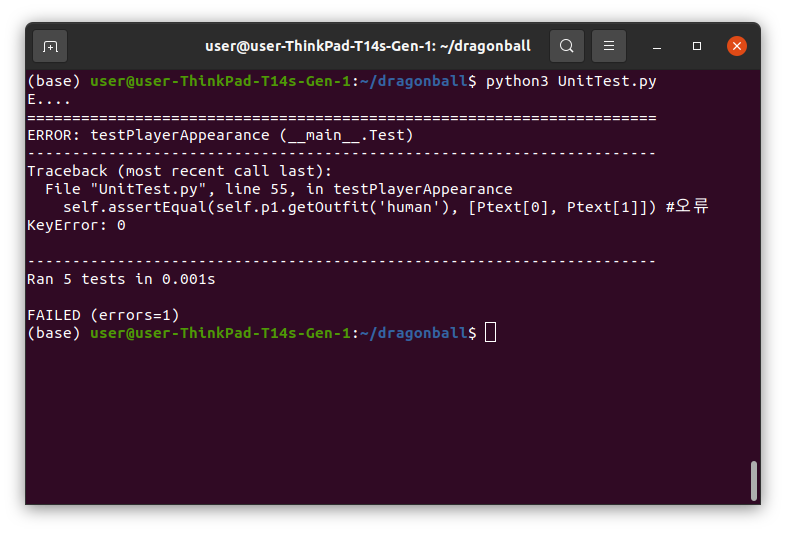 user@user-ThinkPad-T14s-Gen-1: ~/dragonball
(base) user@user-ThinkPad-T14s-Gen-1:~/dragonball$ python3 UnitTest.py
E....
======================================================================
ERROR: testPlayerAppearance (__main__.Test)
----------------------------------------------------------------------
Traceback (most recent call last):
  File "UnitTest.py", line 55, in testPlayerAppearance
    self.assertEqual(self.p1.getOutfit('human'), [Ptext[0], Ptext[1]]) #오류
KeyError: 0
----------------------------------------------------------------------
Ran 5 tests in 0.001s
FAILED (errors=1)
(base) user@user-ThinkPad-T14s-Gen-1:~/dragonball$